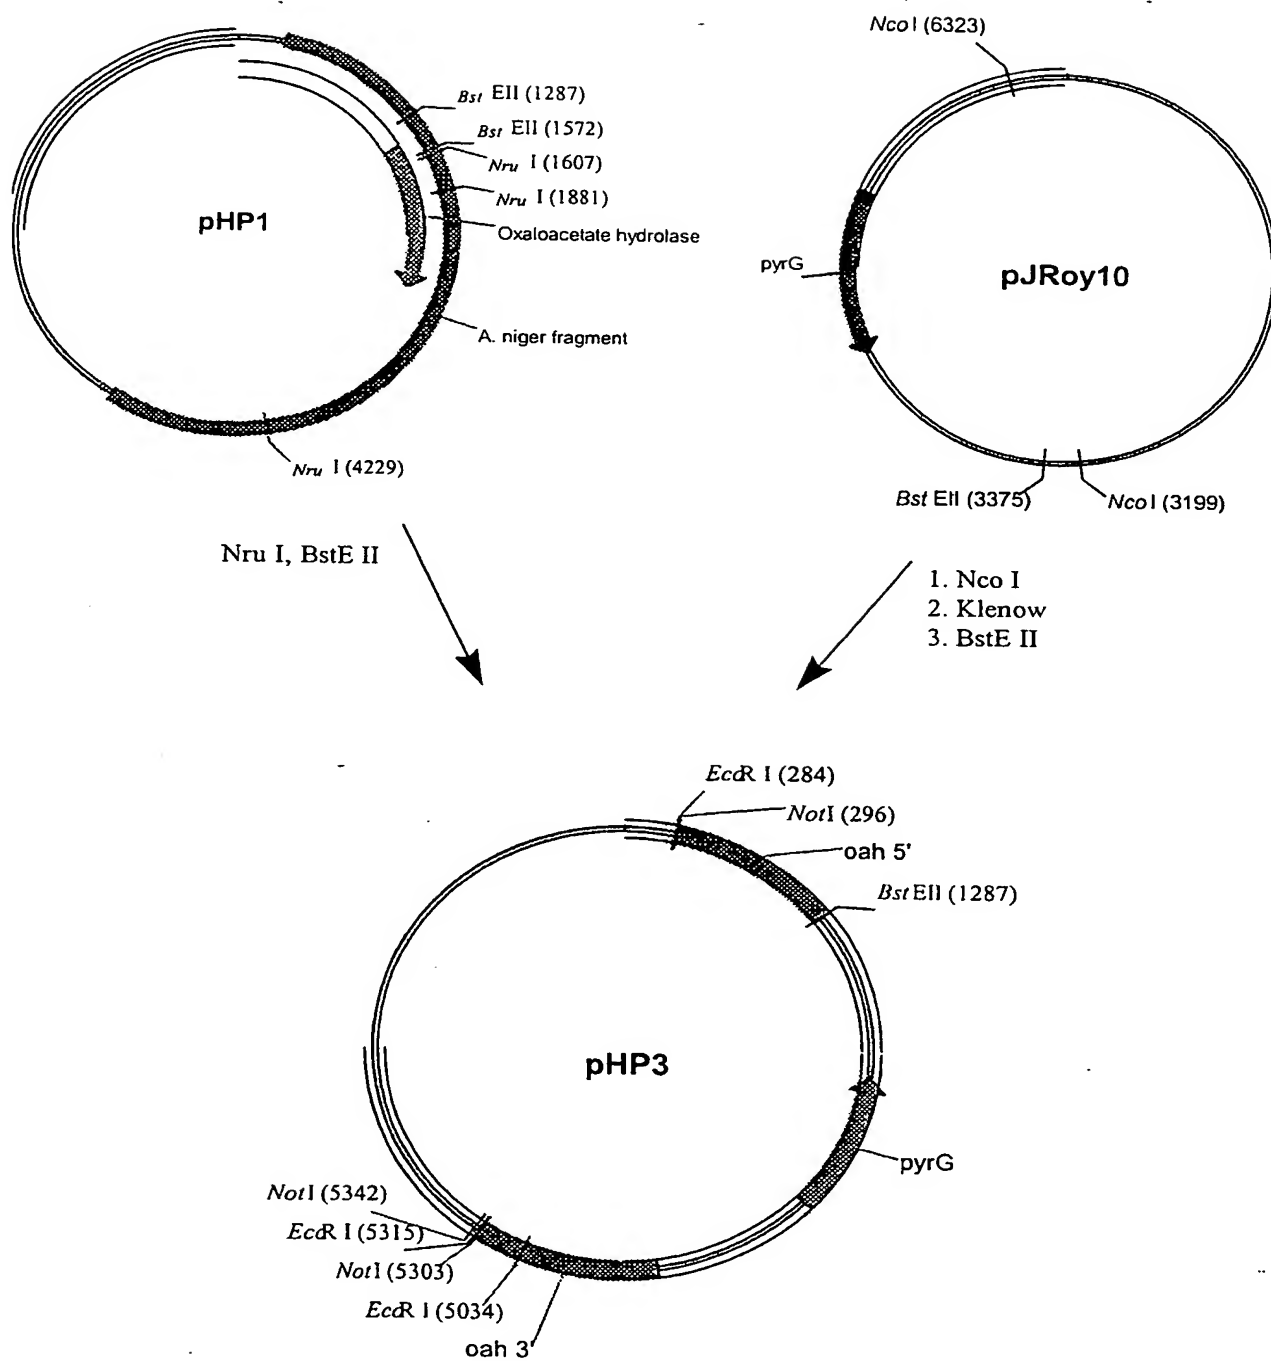 Bst EII (1287)
Bst EII (1572)
Nru I (1607)
Nru I (1881)
pHP1
Oxaloacetate hydrolase
A. niger fragment
Nru I (4229)
NcoI (6323)
pyrG
pJRoy10
Bst EII (3375)
NcoI (3199)
Nru I, BstE II
1. Nco I
2. Klenow
3. BstE II
EcoR I (284)
NotI (296)
oah 5'
BstEII (1287)
pHP3
pyrG
NotI (5342)
EcoR I (5315)
NotI (5303)
EcoR I (5034)
oah 3'